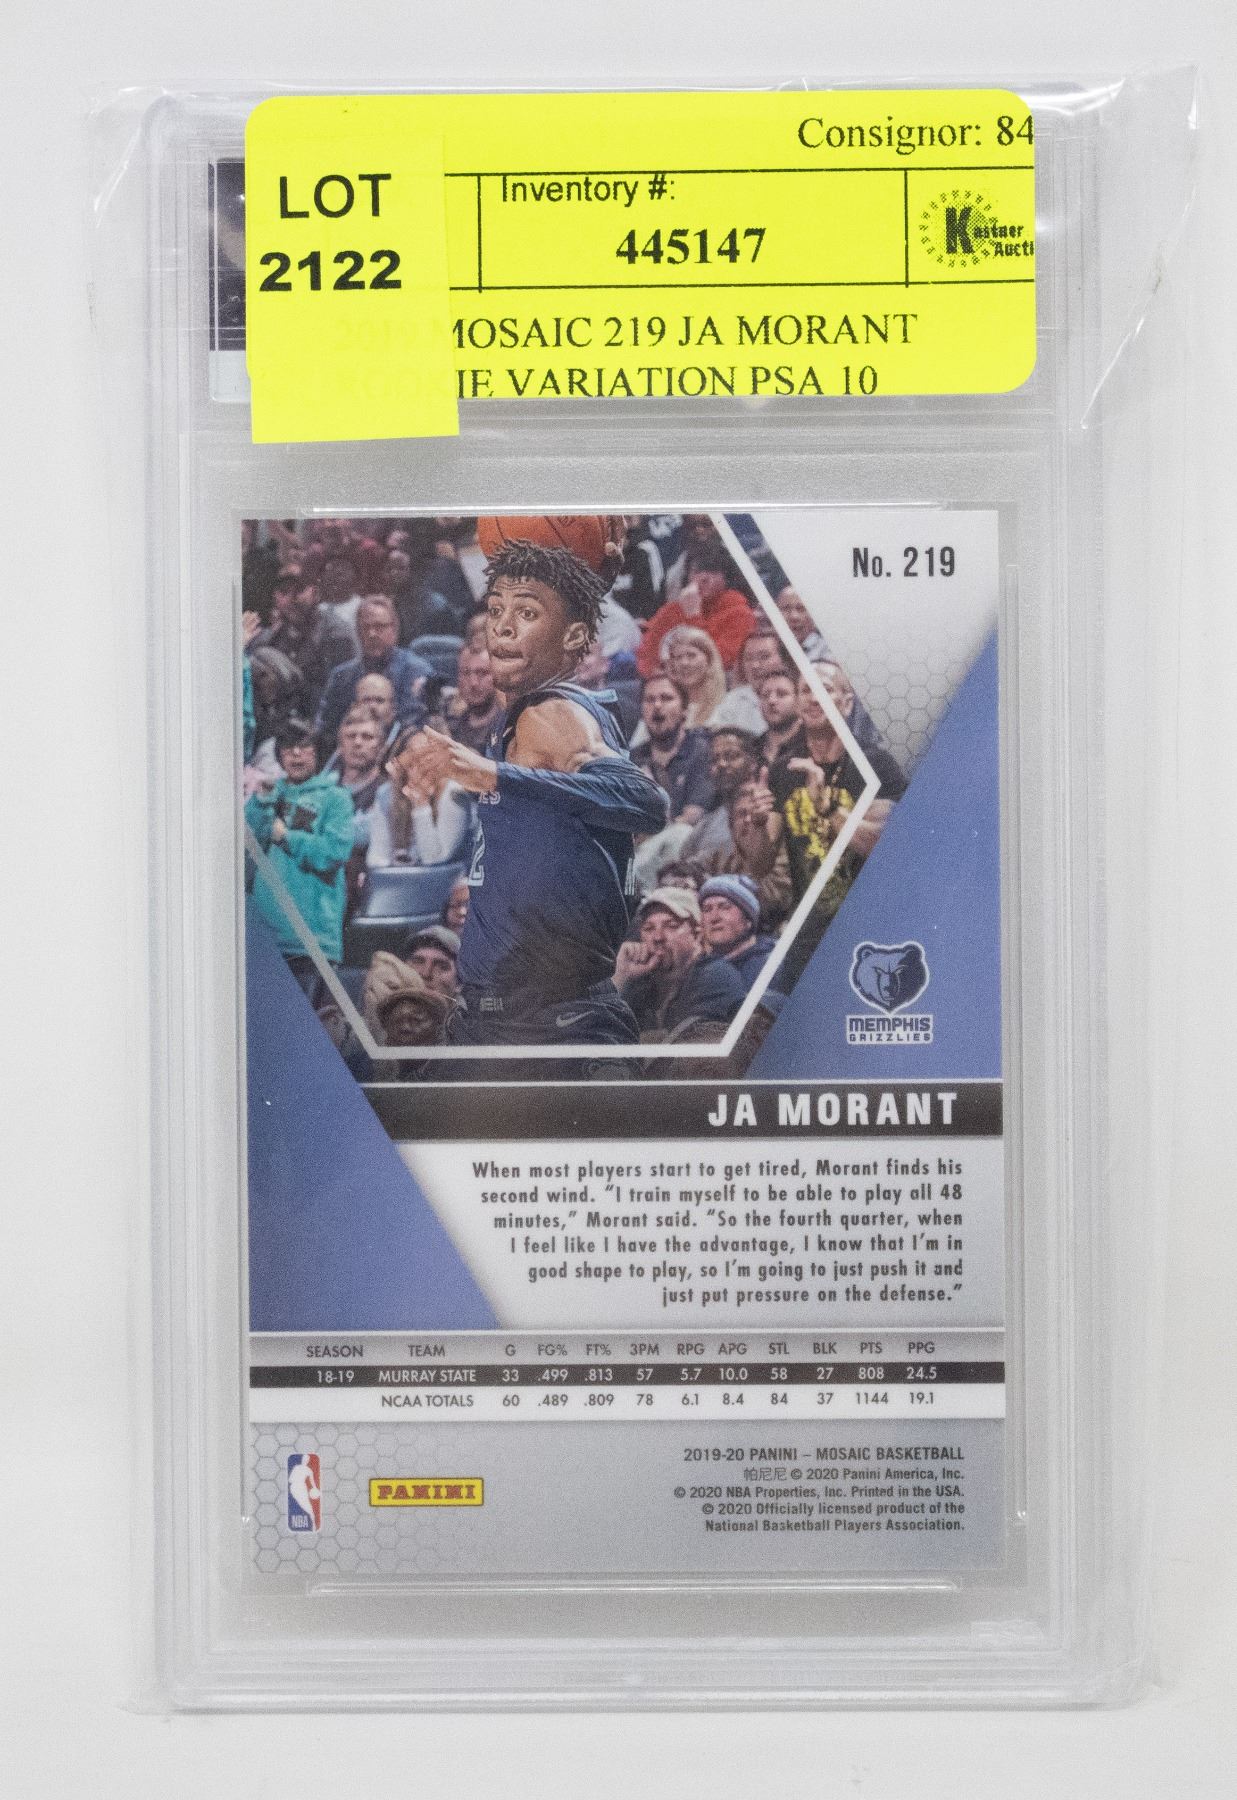 Consignor: 84
LOT
2122
Inventory #:
445147
Kastner
Aucti
2019 MOSAIC 219 JA MORANT
ROOKIE VARIATION PSA 10
No. 219
MEMPHIS
GRIZZLIES
JA MORANT
When most players start to get tired, Morant finds his
second wind. "I train myself to be able to play all 48
minutes," Morant said. "So the fourth quarter, when
I feel like I have the advantage, I know that I'm in
good shape to play, so I'm going to just push it and
just put pressure on the defense."
SEASON TEAM G FG% FT% 3PM RPG APG STL BLK PTS PPG
18-19 MURRAY STATE 33 .499 .813 57 5.7 10.0 58 27 808 24.5
NCAA TOTALS 60 .489 .809 78 6.1 8.4 84 37 1144 19.1
NBA
PANINI
2019-20 PANINI – MOSAIC BASKETBALL
帕尼尼 © 2020 Panini America, Inc.
© 2020 NBA Properties, Inc. Printed in the USA.
© 2020 Officially licensed product of the
National Basketball Players Association.